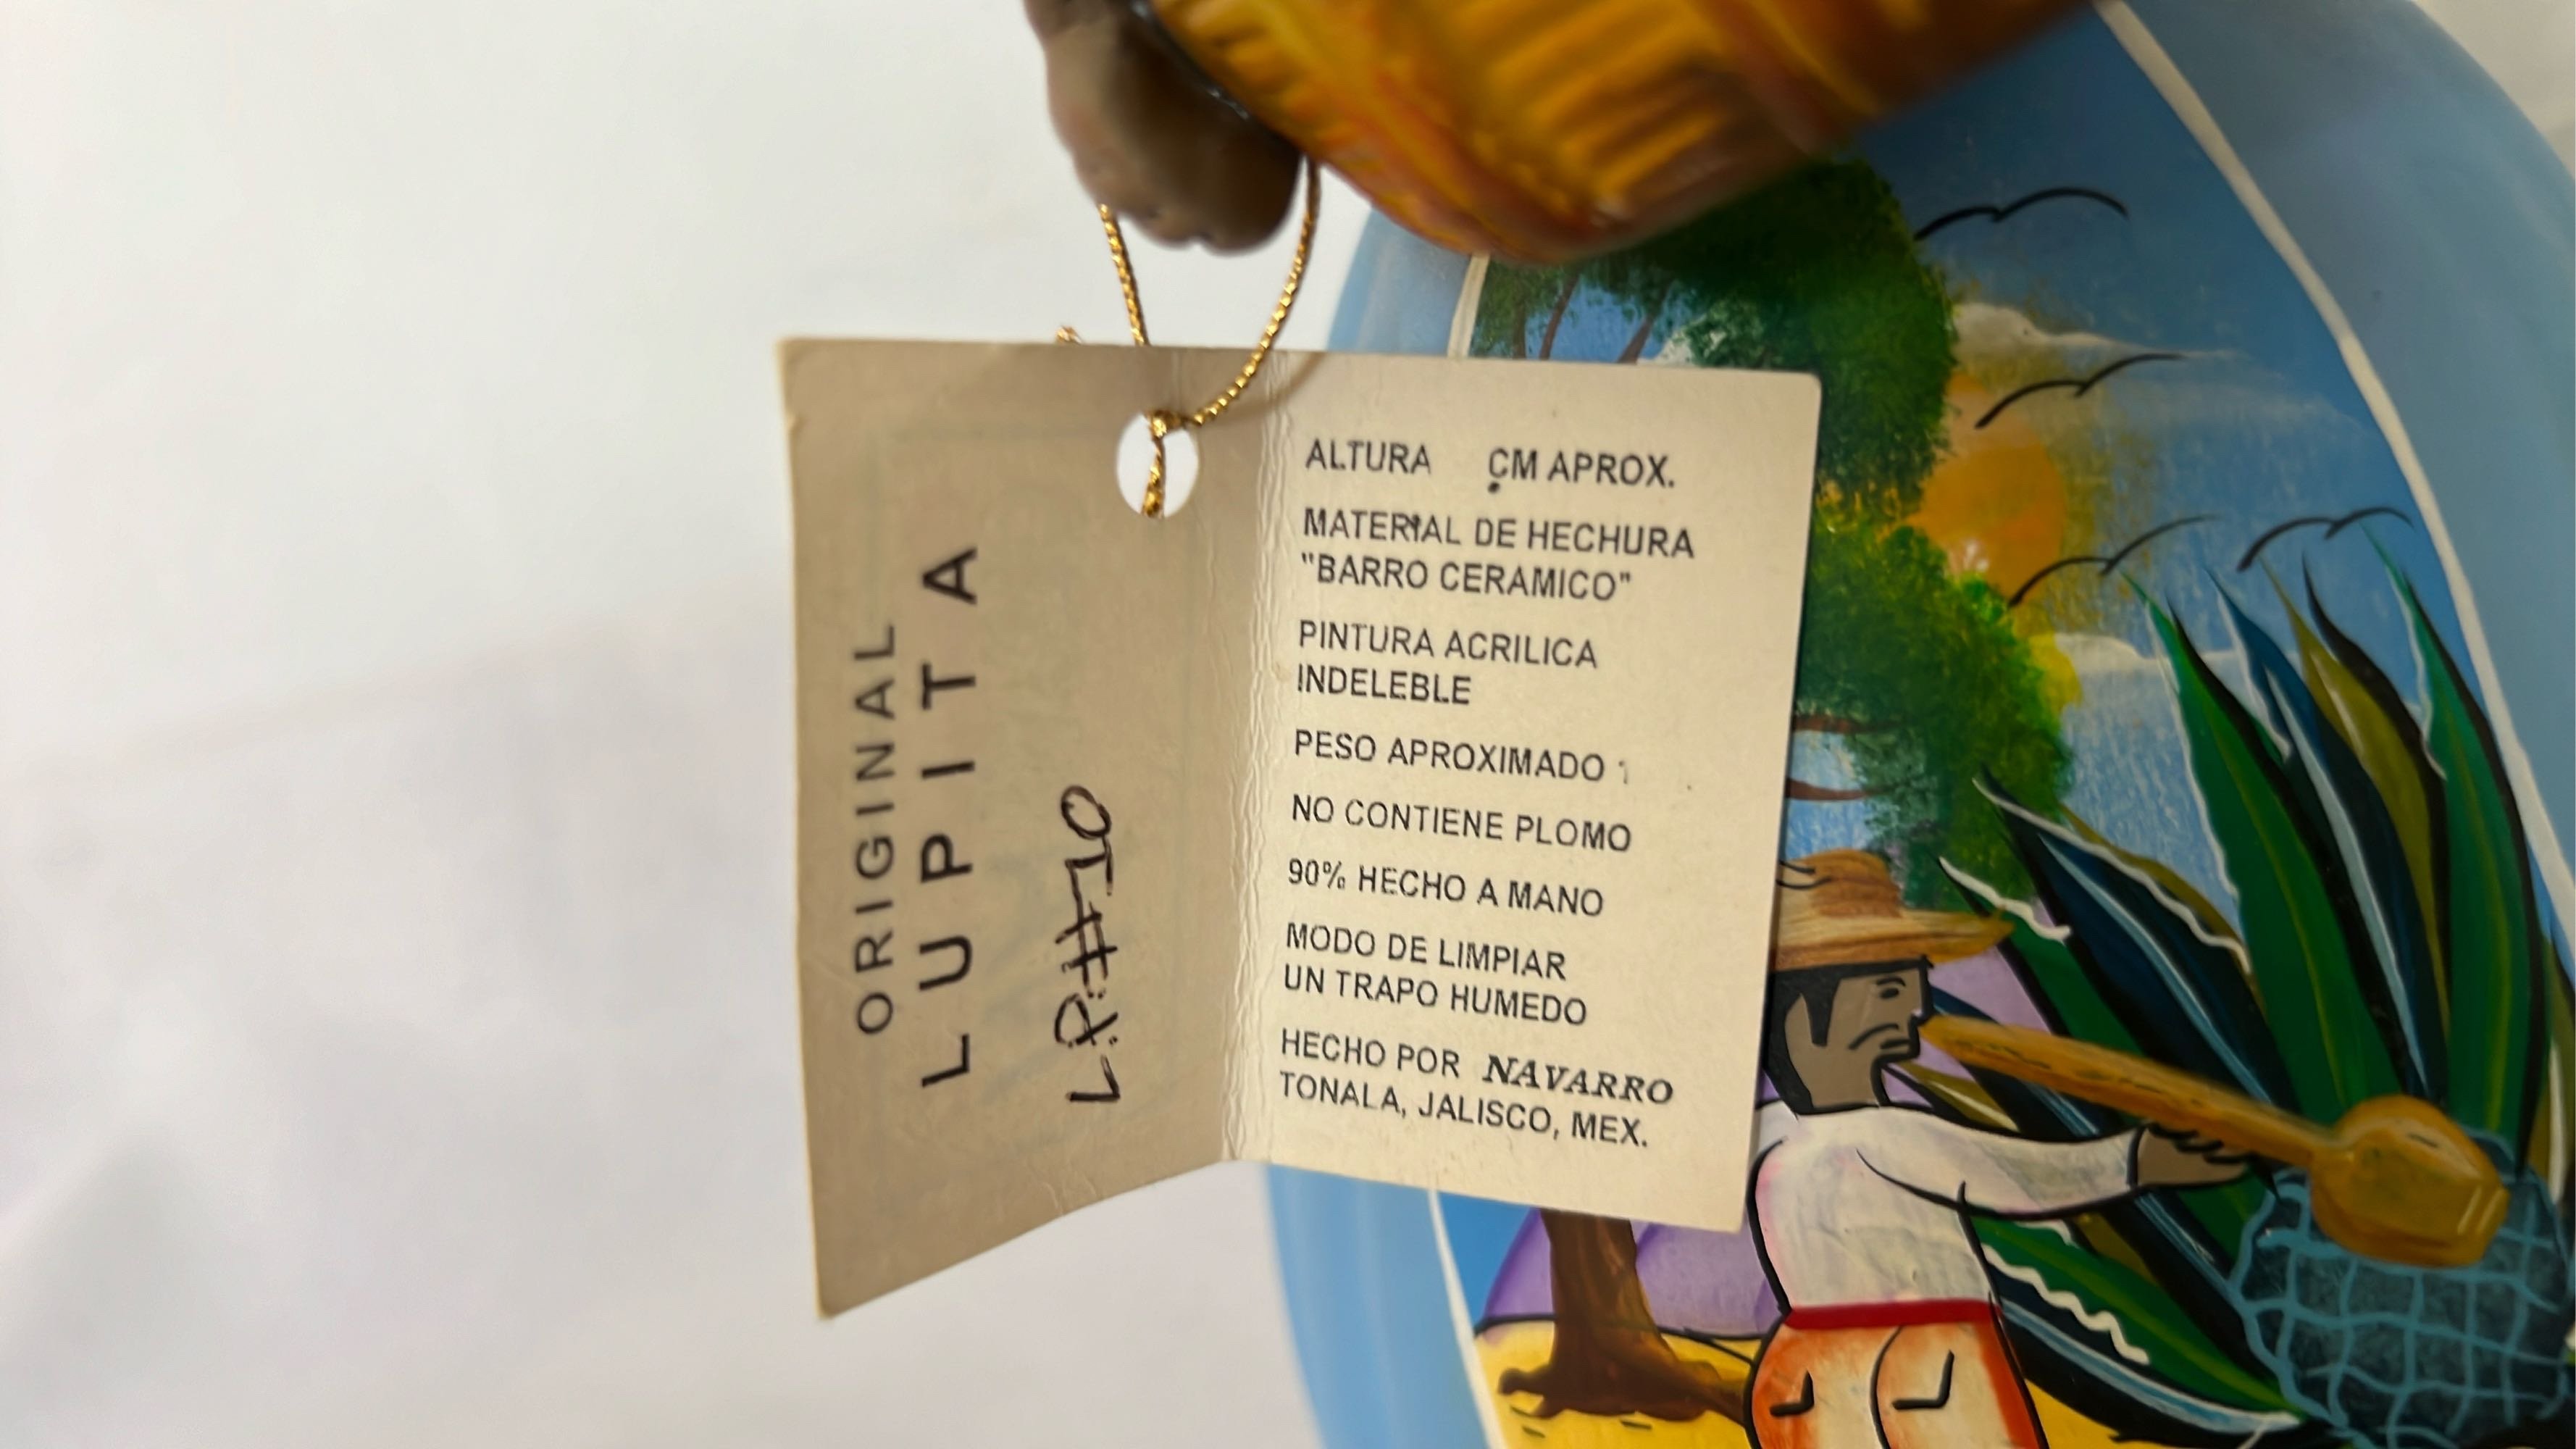 ORIGINAL
LUPITA
LP#10
ALTURA CM APROX.
MATERIAL DE HECHURA
"BARRO CERAMICO"
PINTURA ACRILICA
INDELEBLE
PESO APROXIMADO
NO CONTIENE PLOMO
90% HECHO A MANO
MODO DE LIMPIAR
UN TRAPO HUMEDO
HECHO POR NAVARRO
TONALA, JALISCO, MEX.